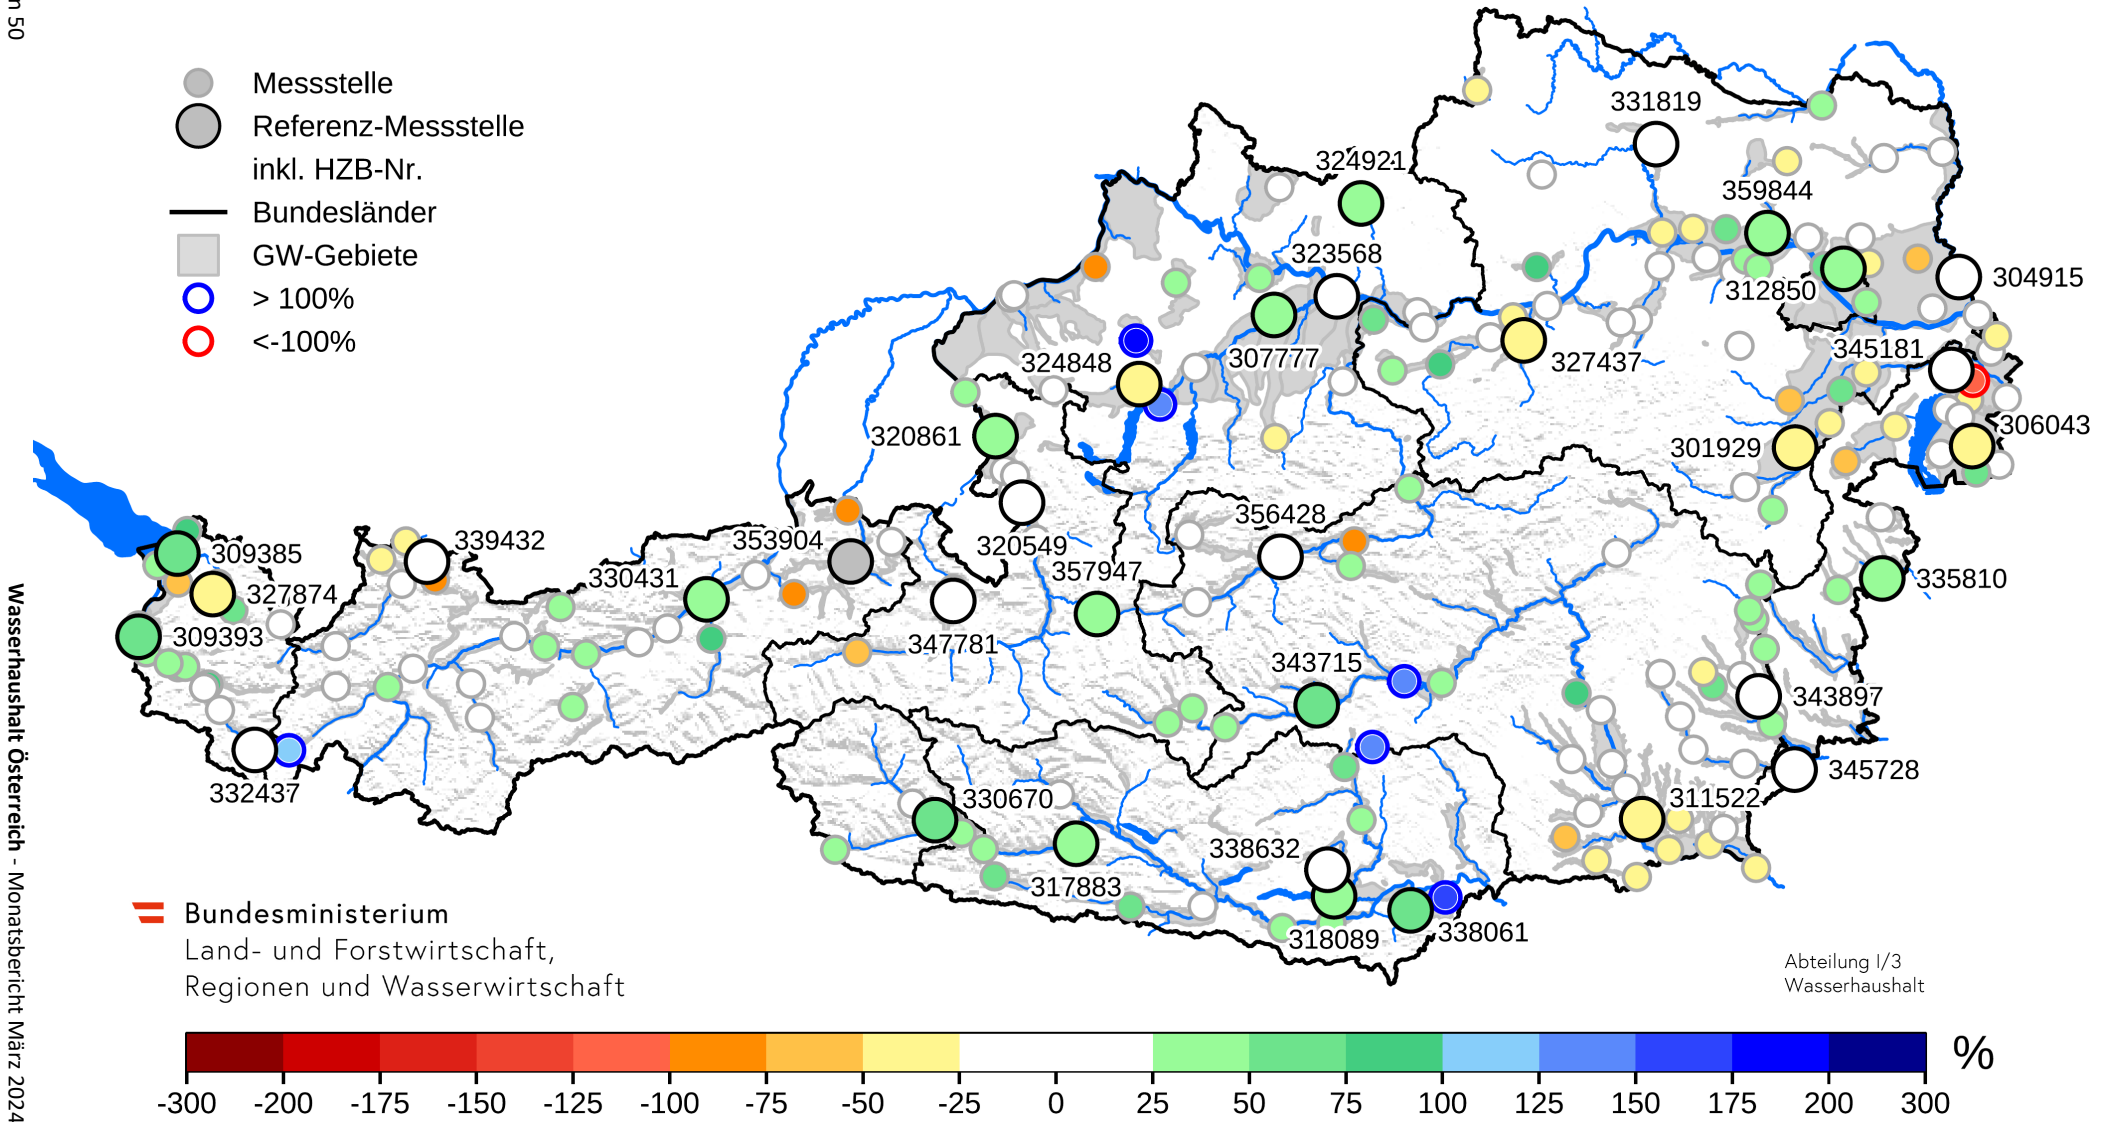 n 50
Wasserhaushalt Österreich - Monatsbericht März 2024
Messstelle
Referenz-Messstelle
inkl. HZB-Nr.
Bundesländer
GW-Gebiete
> 100%
<-100%
331819
324921
359844
323568
304915
312850
345181
324848
307777
327437
306043
320861
301929
356428
339432
353904
320549
309385
357947
330431
335810
327874
309393
347781
343715
343897
345728
332437
330670
311522
338632
317883
318089
338061
Bundesministerium
Land- und Forstwirtschaft,
Regionen und Wasserwirtschaft
Abteilung I/3
Wasserhaushalt
%
-300 -200 -175 -150 -125 -100 -75 -50 -25 0 25 50 75 100 125 150 175 200 300